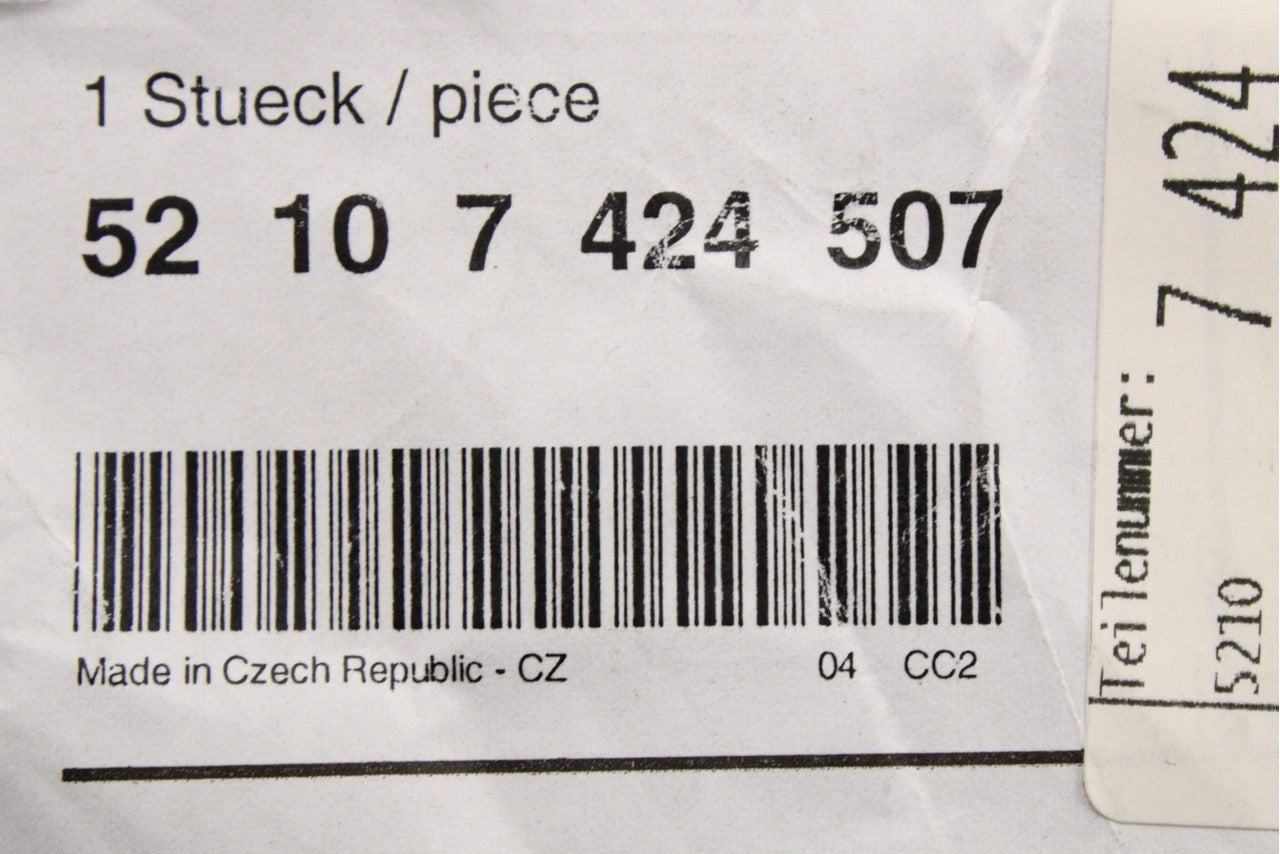 1 Stueck / piece
52 10 7 424 507
Made in Czech Republic - CZ 04 CC2
Teilenummer:
5210 7 424